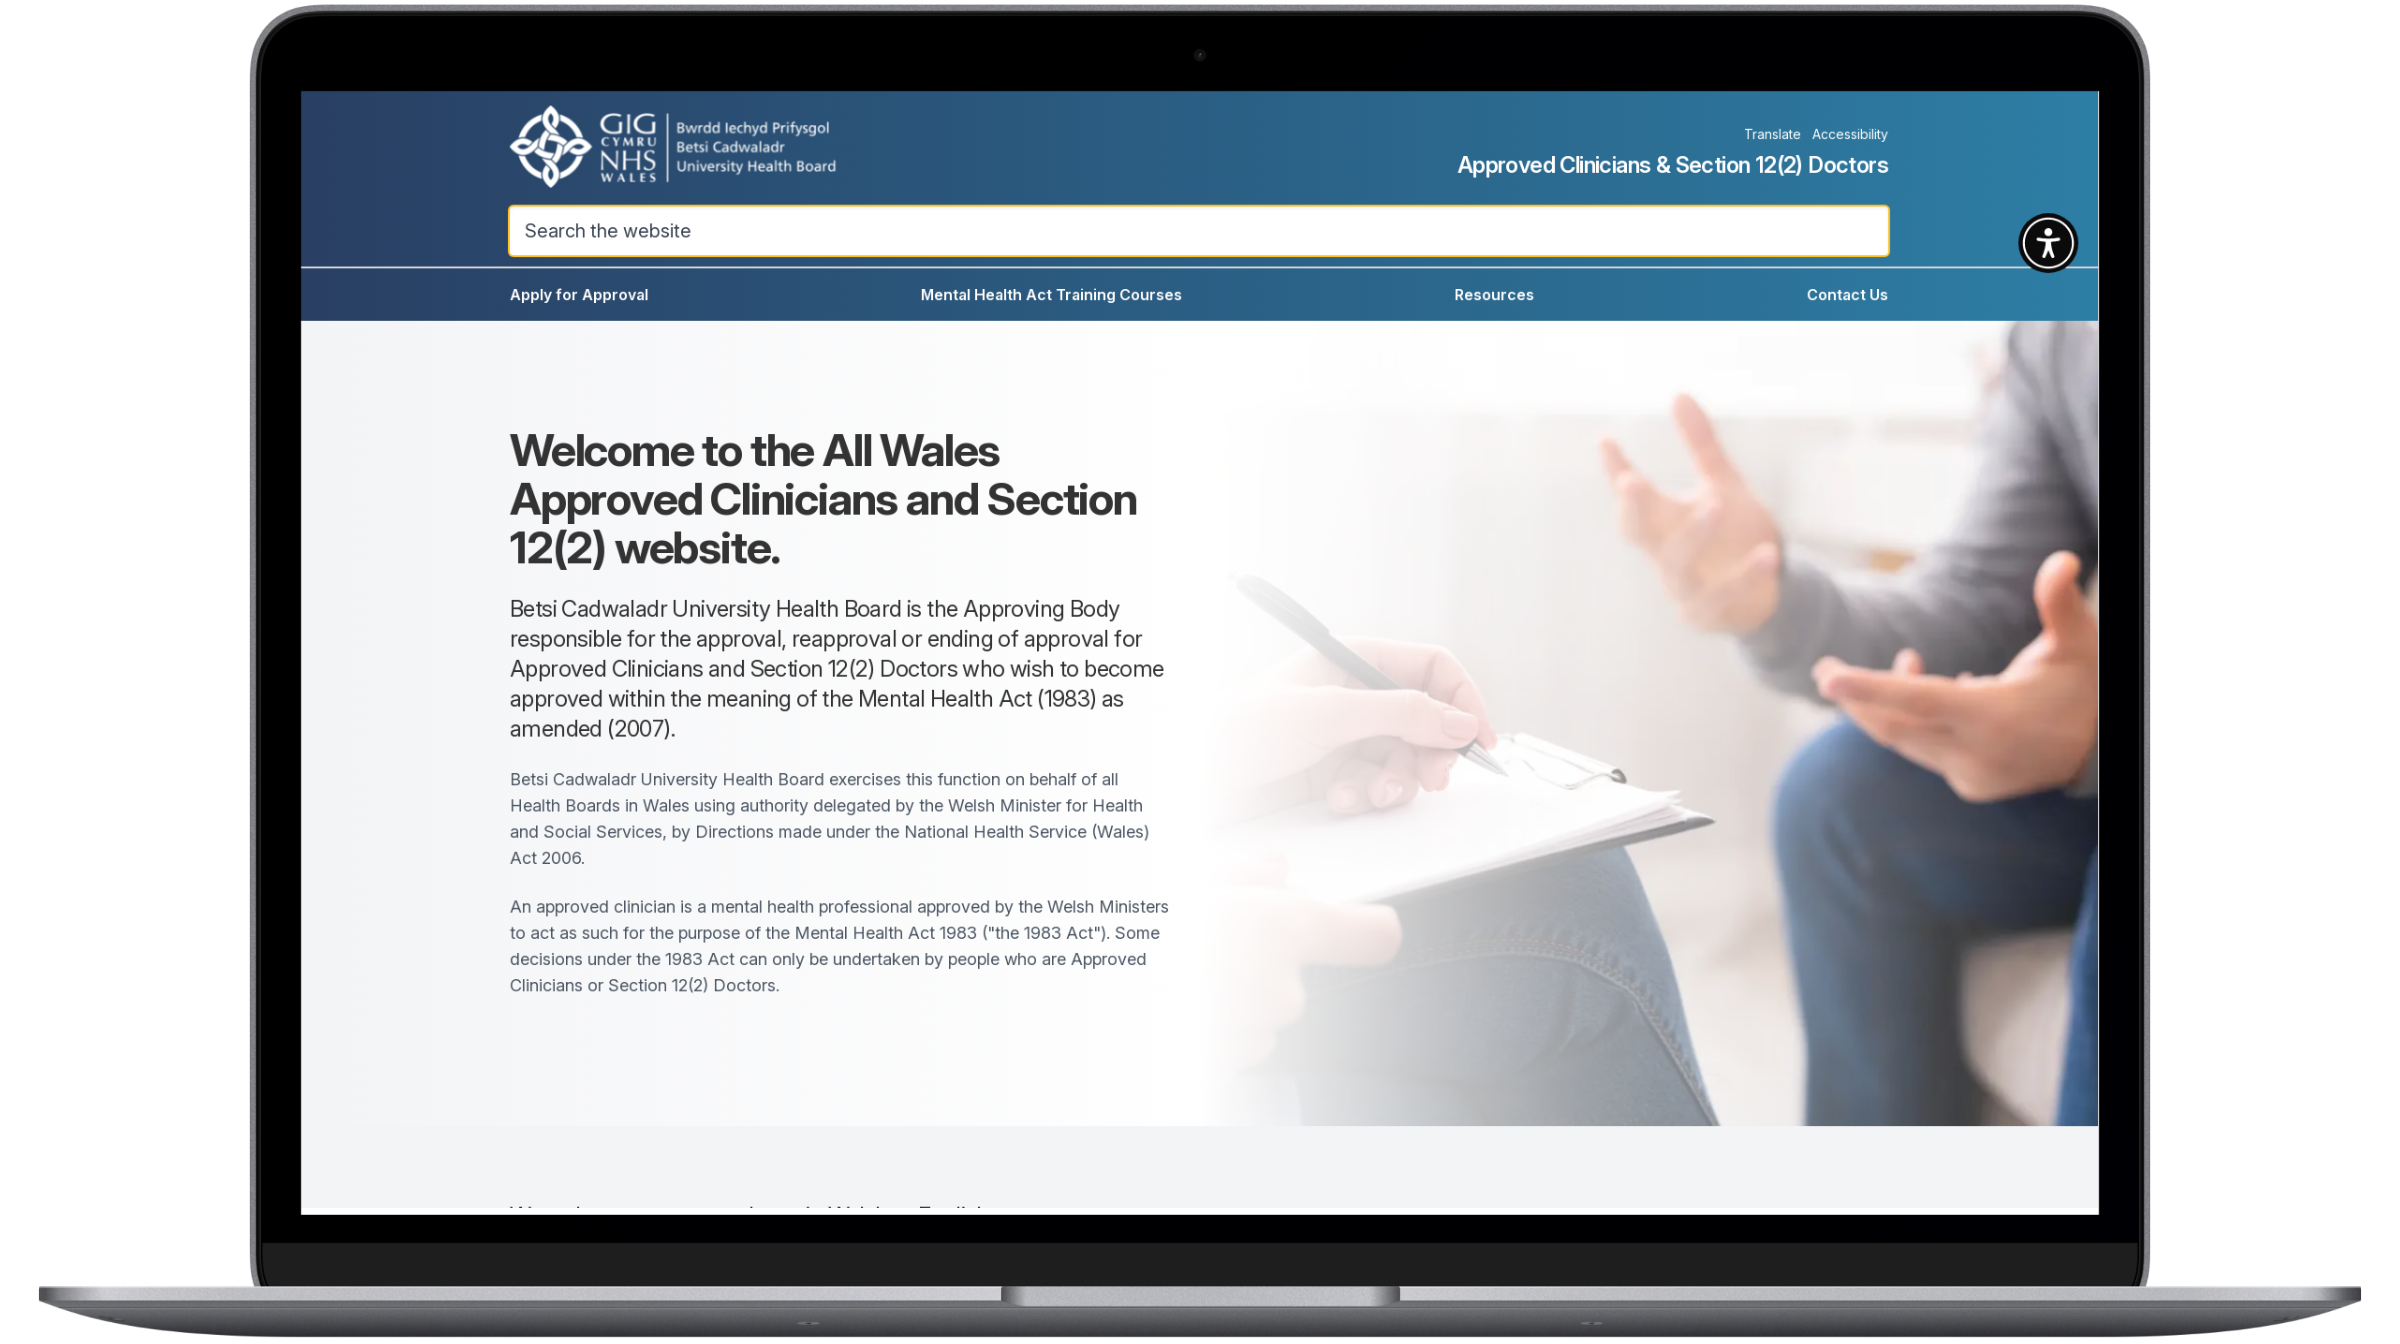 GIG
CYMRU
NHS
WALES
Bwrdd Iechyd Prifysgol
Betsi Cadwaladr
University Health Board
Translate Accessibility
Approved Clinicians & Section 12(2) Doctors
Search the website
Apply for Approval Mental Health Act Training Courses Resources Contact Us
Welcome to the All Wales
Approved Clinicians and Section
12(2) website.
Betsi Cadwaladr University Health Board is the Approving Body
responsible for the approval, reapproval or ending of approval for
Approved Clinicians and Section 12(2) Doctors who wish to become
approved within the meaning of the Mental Health Act (1983) as
amended (2007).
Betsi Cadwaladr University Health Board exercises this function on behalf of all
Health Boards in Wales using authority delegated by the Welsh Minister for Health
and Social Services, by Directions made under the National Health Service (Wales)
Act 2006.
An approved clinician is a mental health professional approved by the Welsh Ministers
to act as such for the purpose of the Mental Health Act 1983 ("the 1983 Act"). Some
decisions under the 1983 Act can only be undertaken by people who are Approved
Clinicians or Section 12(2) Doctors.